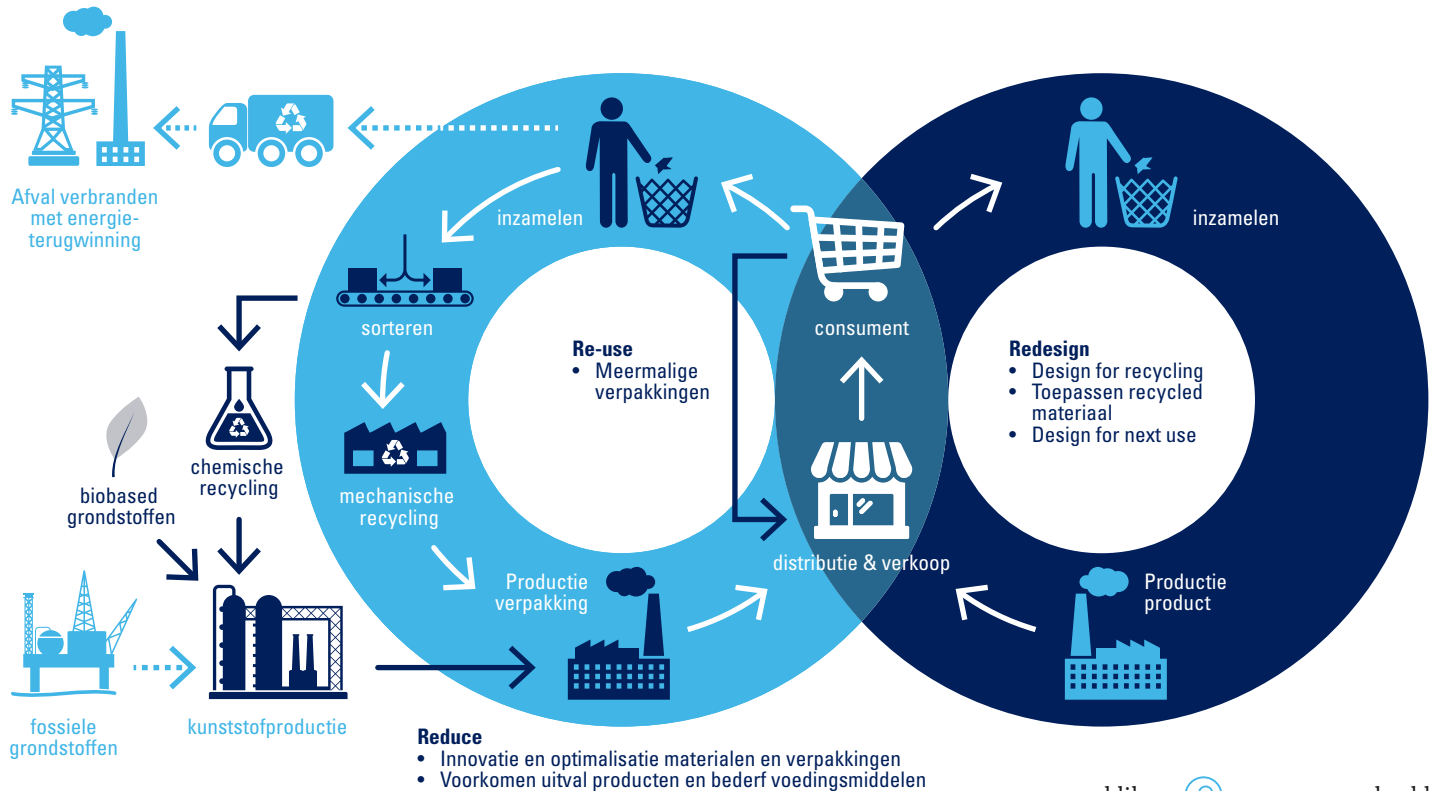 Afval verbranden
met energie-
terugwinning
inzamelen
inzamelen
sorteren
consument
Re-use
• Meermalige
verpakkingen
Redesign
• Design for recycling
• Toepassen recycled
materiaal
• Design for next use
chemische
recycling
biobased
grondstoffen
mechanische
recycling
distributie & verkoop
Productie
verpakking
Productie
product
fossiele
grondstoffen
kunststofproductie
Reduce
• Innovatie en optimalisatie materialen en verpakkingen
• Voorkomen uitval producten en bederf voedingsmiddelen